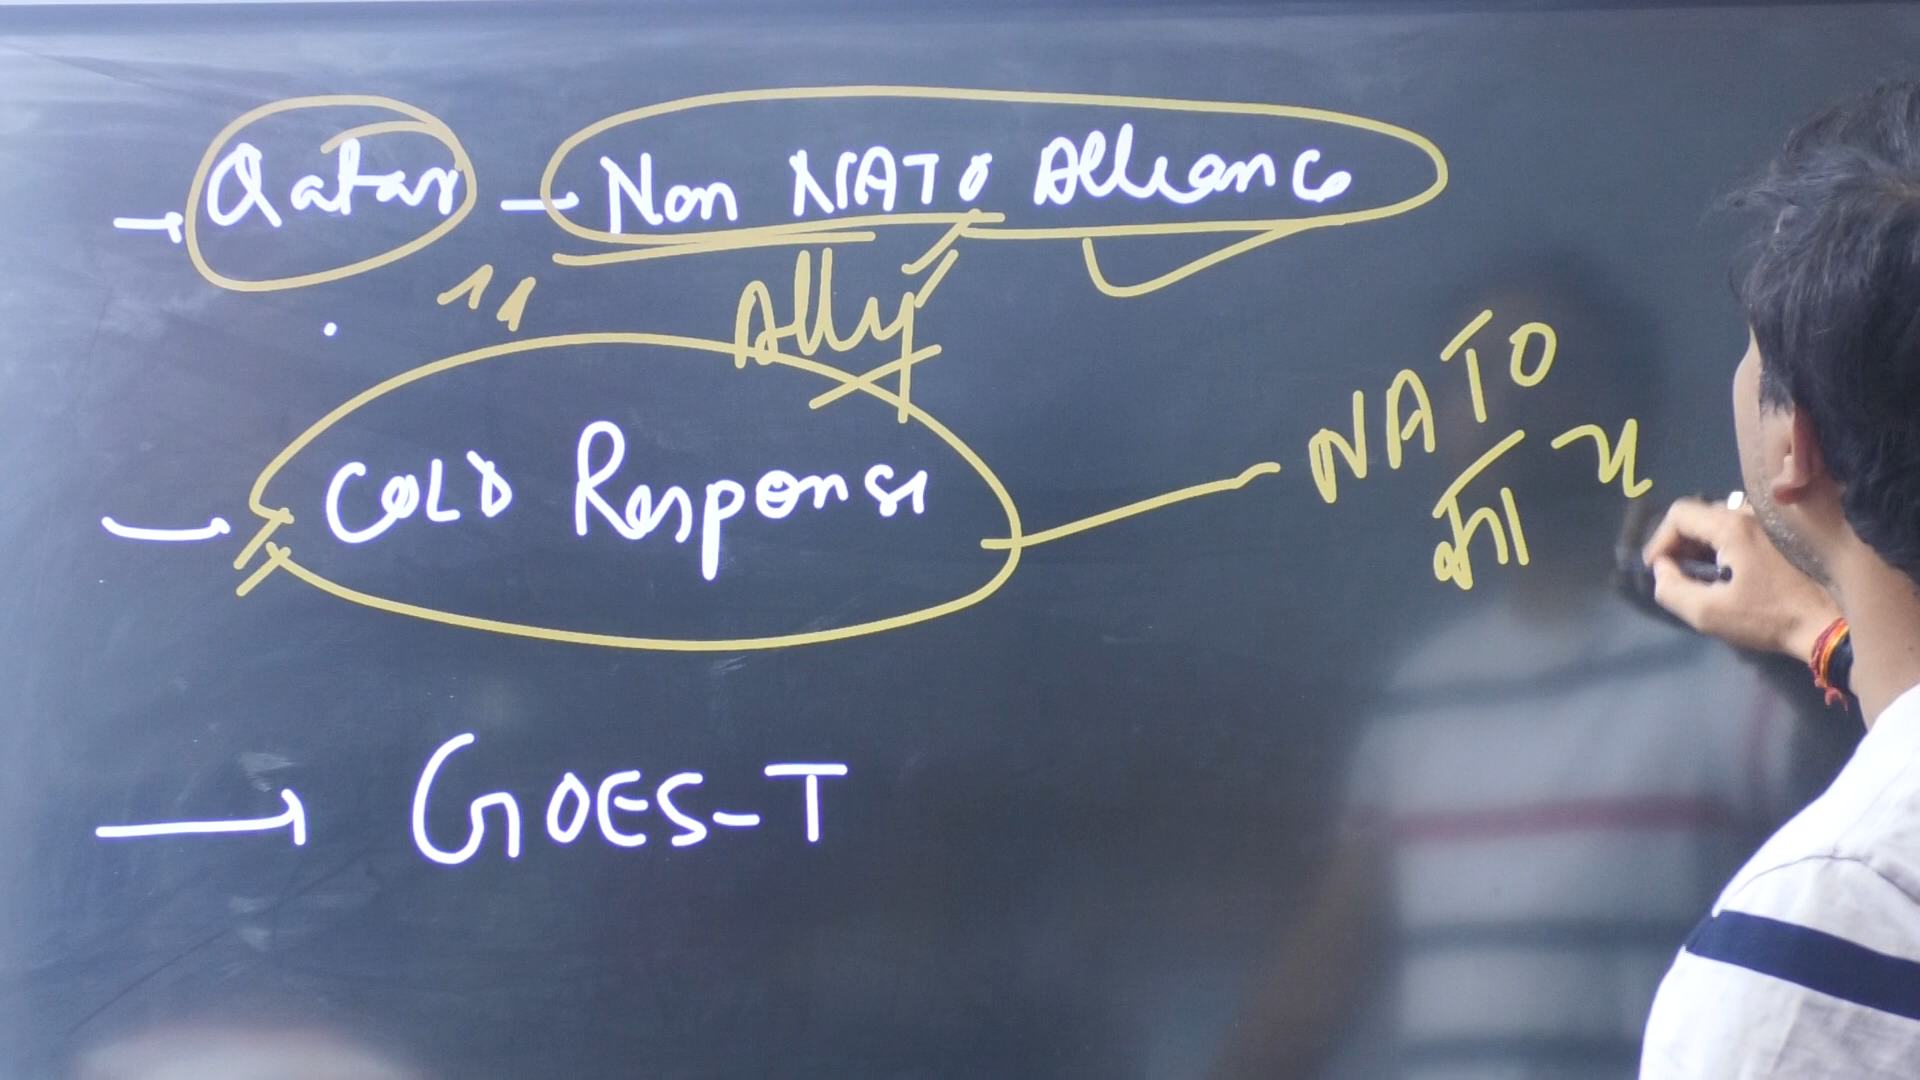 Qatar - Non NATO Alliance
Ally
COLD Response
NATO
का
GOES-T